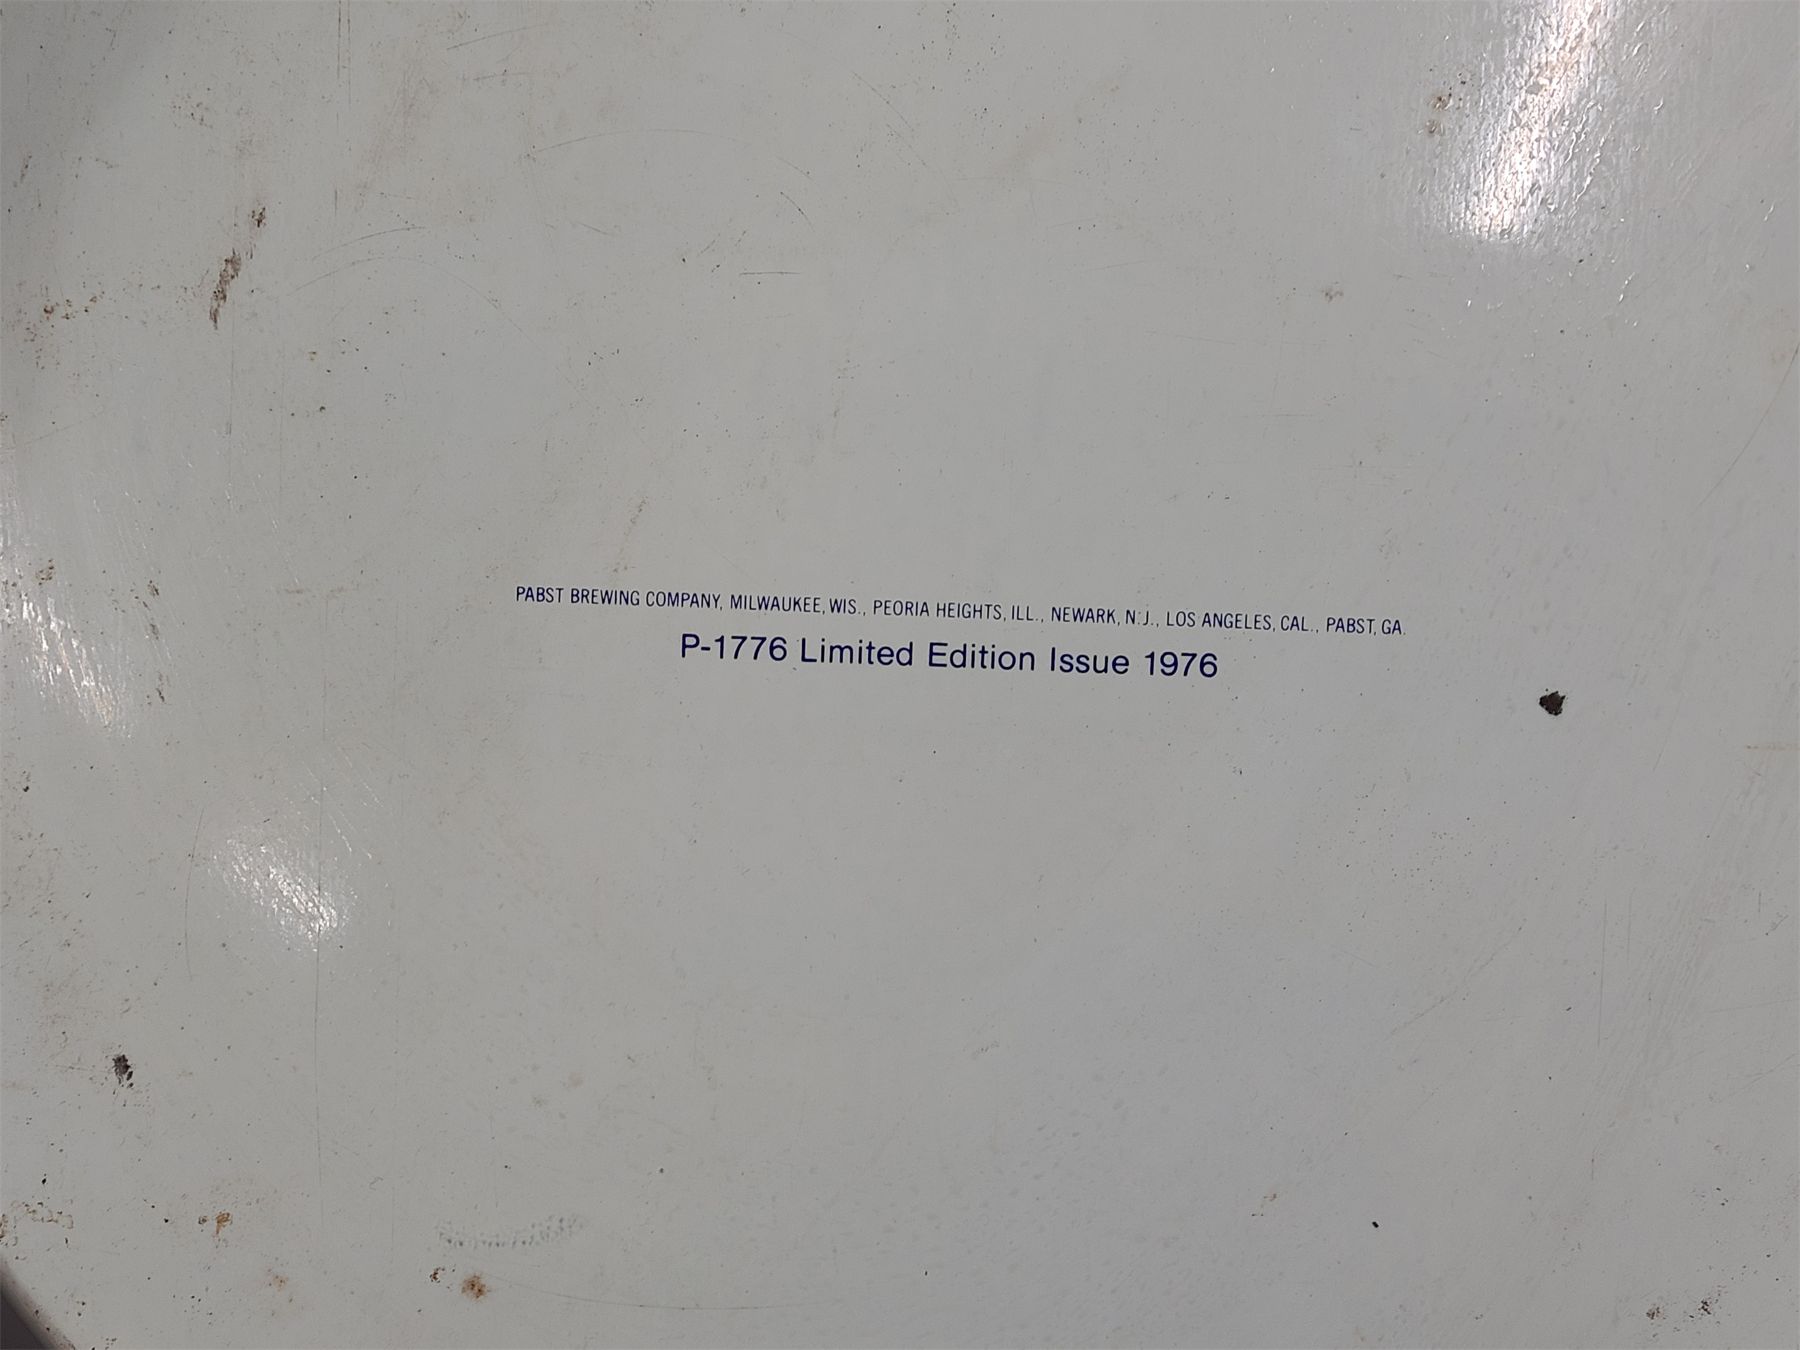 PABST BREWING COMPANY, MILWAUKEE, WIS., PEORIA HEIGHTS, ILL., NEWARK, N.J., LOS ANGELES, CAL., PABST, GA.
P-1776 Limited Edition Issue 1976